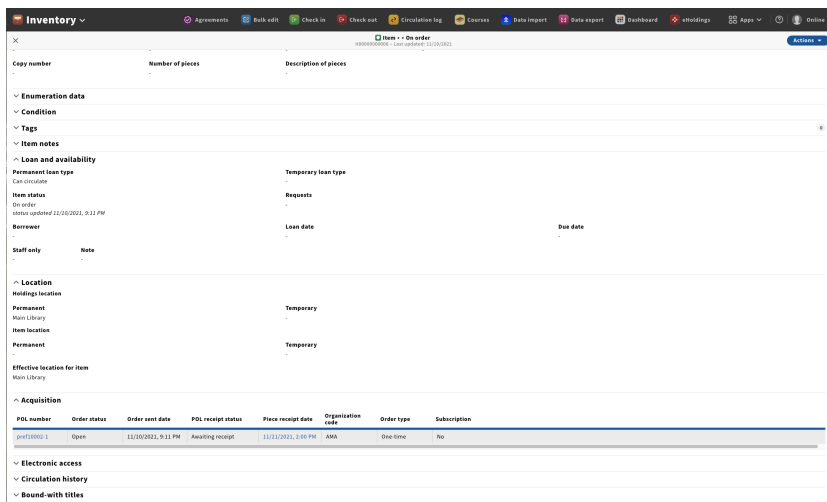 Inventory
Agreements Bulk edit Check in Check out Circulation log Courses Data import Data export Dashboard eHoldings Apps Online
Item • • On order
Last updated: 11/10/2021
Actions
Copy number Number of pieces Description of pieces
- - -
Enumeration data
Condition
Tags 0
Item notes
Loan and availability
Permanent loan type Temporary loan type
Can circulate -
Item status Requests
On order -
status updated 11/10/2021, 9:11 PM
Borrower Loan date Due date
- - -
Staff only Note
- -
Location
Holdings location
Permanent Temporary
Main Library -
Item location
Permanent Temporary
- -
Effective location for item
Main Library
Acquisition
POL number Order status Order sent date POL receipt status Piece receipt date Organization code Order type Subscription
pref10002-1 Open 11/10/2021, 9:11 PM Awaiting receipt 11/21/2021, 2:00 PM AMA One-time No
Electronic access
Circulation history
Bound-with titles